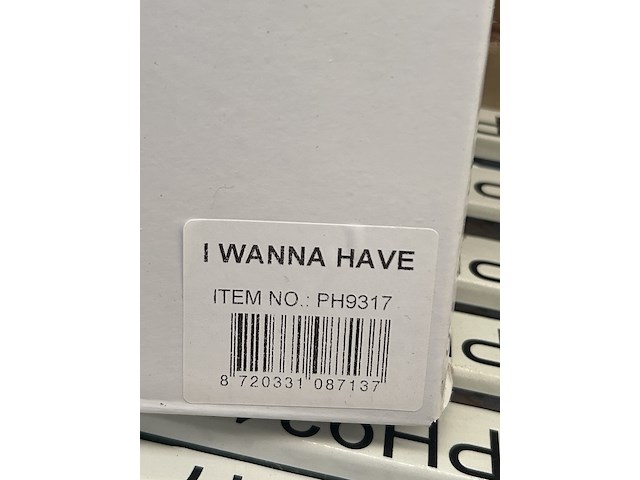 I WANNA HAVE
ITEM NO.: PH9317
8 720331 087137